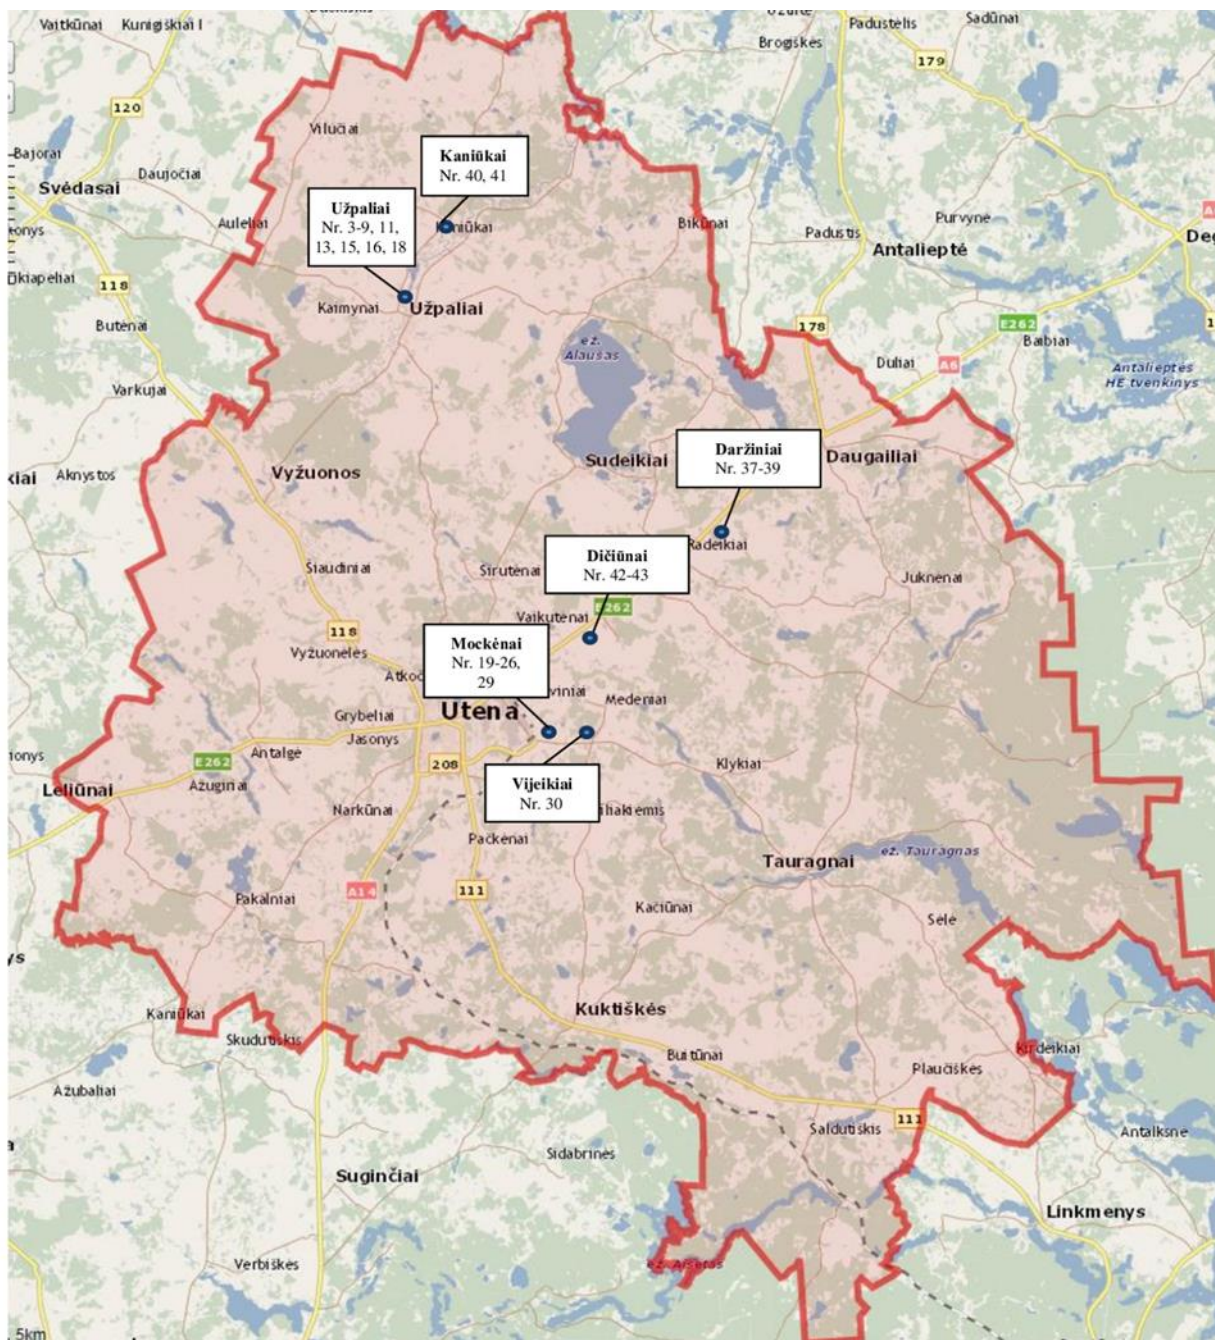 Vaitkūnai
Kunigiškiai I
Padustėlis
Sadūnai
Brogiškės
179
120
Bajorai
Vilučiai
Daujočiai
Svėdasai
Kaniūkai
Nr. 40, 41
Užpaliai
Nr. 3-9, 11,
13, 15, 16, 18
Auleliai
Bikūnai
Padustis
Purvynė
Antalieptė
118
Kaimynai
Užpaliai
Butėnai
ež.
Alaušas
178
E262
Baibiai
Duliai
A6
Antalieptės
HE tvenkinys
Varkujai
Aknystos
Vyžuonos
Sudeikiai
Daržiniai
Nr. 37-39
Daugailiai
Radeikiai
Dičiūnai
Nr. 42-43
Šiaudiniai
Sirutėnai
Juknėnai
Vaikutėnai
E262
118
Vyžuonėlės
Mockėnai
Nr. 19-26,
29
Medeniai
Grybeliai
Utena
Jasonys
Antalgė
E262
208
Klykiai
Leliūnai
Ažuginiai
Vijeikiai
Nr. 30
Narkūnai
Pačkėnai
Tauragnai
ež. Tauragnas
A14
111
Pakalniai
Kačiūnai
Sėlė
Kaniūkai
Kuktiškės
Skudutiškis
Buitūnai
Kirdeikiai
Plaučiškės
Ažubaliai
111
Saldutiškis
Antalksnė
Sidabrinės
Suginčiai
Linkmenys
Verbiškės
ež. Aisetas
5km